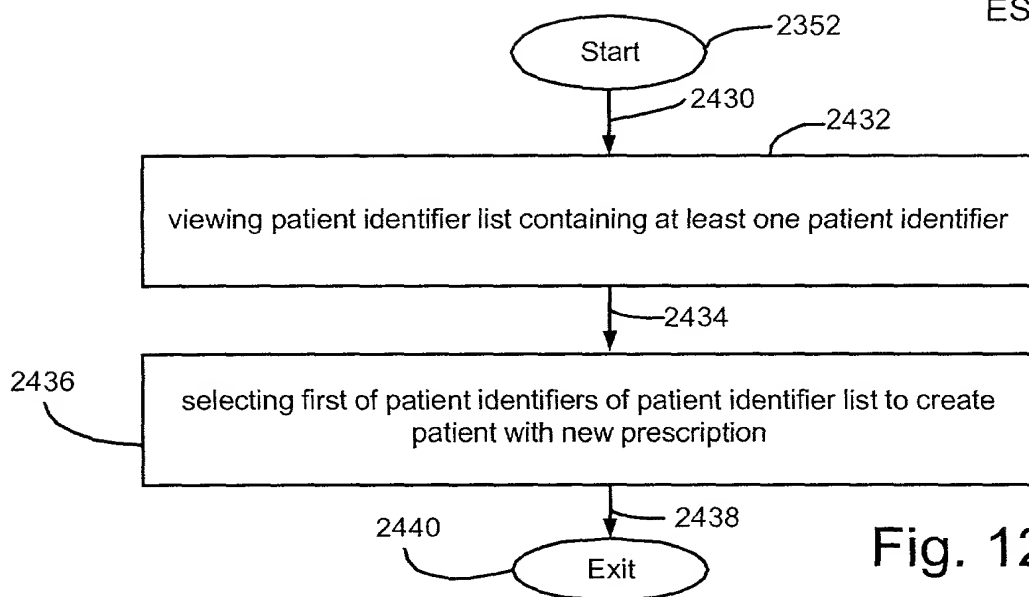 ES
Start
2352
2430
2432
viewing patient identifier list containing at least one patient identifier
2434
2436
selecting first of patient identifiers of patient identifier list to create
patient with new prescription
2438
2440
Exit
Fig. 12